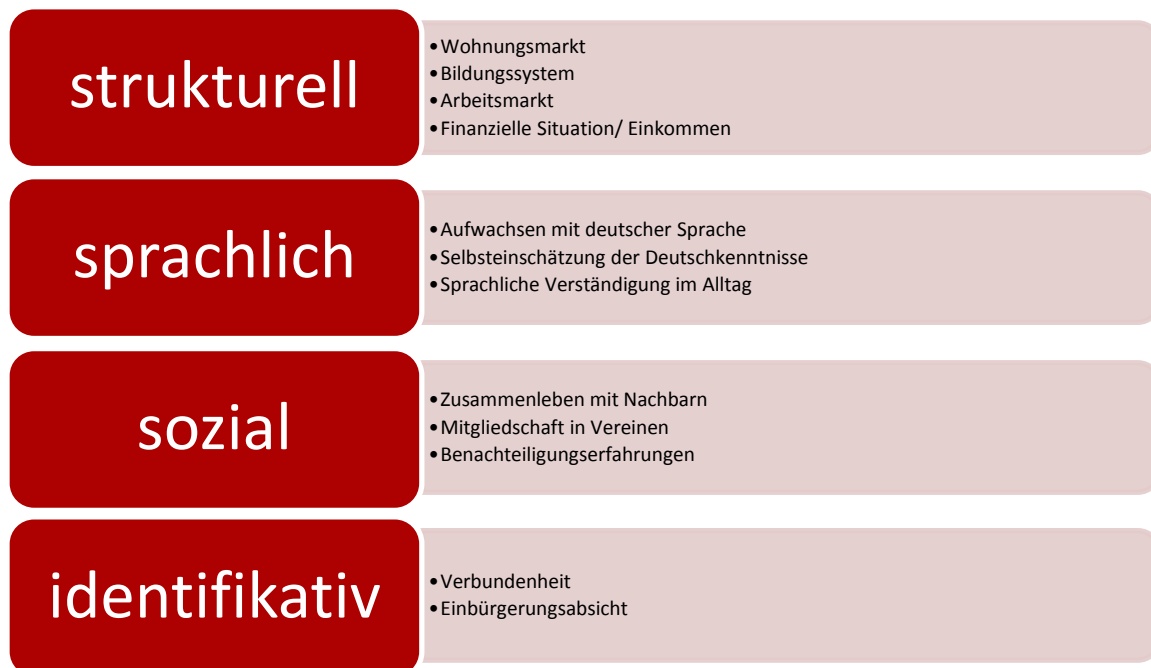 strukturell
•Wohnungsmarkt
•Bildungssystem
•Arbeitsmarkt
•Finanzielle Situation/ Einkommen
sprachlich
•Aufwachsen mit deutscher Sprache
•Selbsteinschätzung der Deutschkenntnisse
•Sprachliche Verständigung im Alltag
sozial
•Zusammenleben mit Nachbarn
•Mitgliedschaft in Vereinen
•Benachteiligungserfahrungen
identifikativ
•Verbundenheit
•Einbürgerungsabsicht